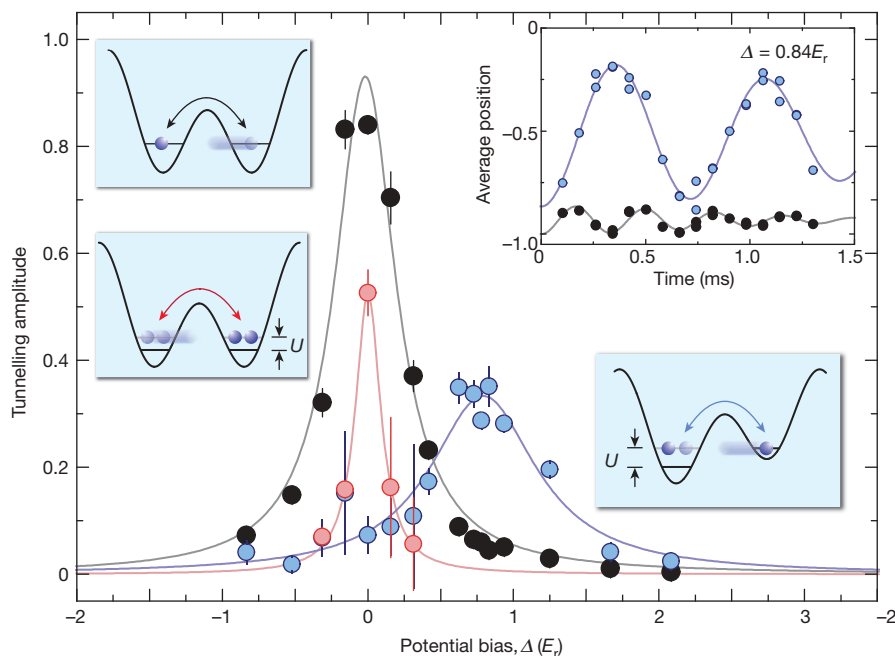 1.0
0.8
0.6
0.4
0.2
0
Tunnelling amplitude
−2
−1
0
1
2
−2
Potential bias, Δ (Er)
U
U
Δ = 0.84Er
0
−0.5
−1.0
Average position
0
0.5
1.0
1.5
Time (ms)